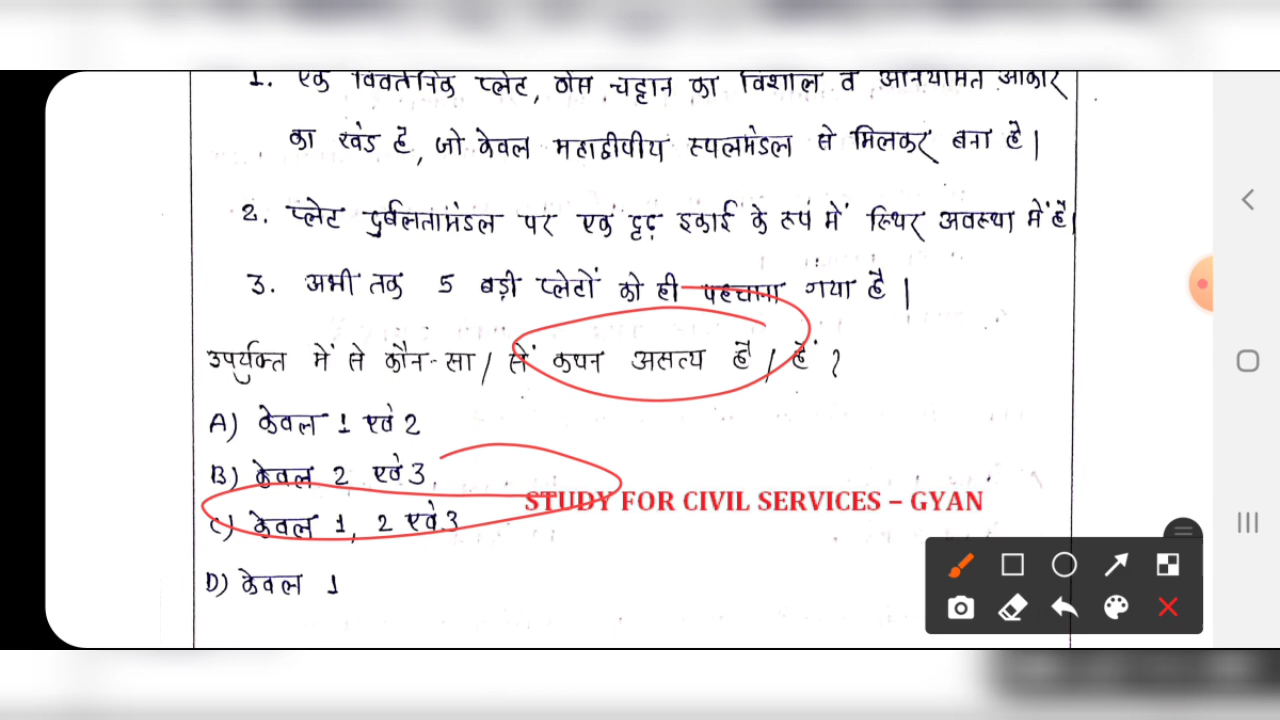 1. एक विवर्तनिक प्लेट, ठोस चट्टान का विशाल व अनियमित आकार
का खंड है, जो केवल महाद्वीपीय स्थलमंडल से मिलकर बना है।
2. प्लेट दुर्बलतामंडल पर एक दृढ़ इकाई के रूप में स्थिर अवस्था में है।
3. अभी तक 5 बड़ी प्लेटों को ही पहचाना गया है।
उपर्युक्त में से कौन-सा/से कथन असत्य है/हैं?
A) केवल 1 एवं 2
B) केवल 2 एवं 3
STUDY FOR CIVIL SERVICES – GYAN
C) केवल 1, 2 एवं 3
D) केवल 1